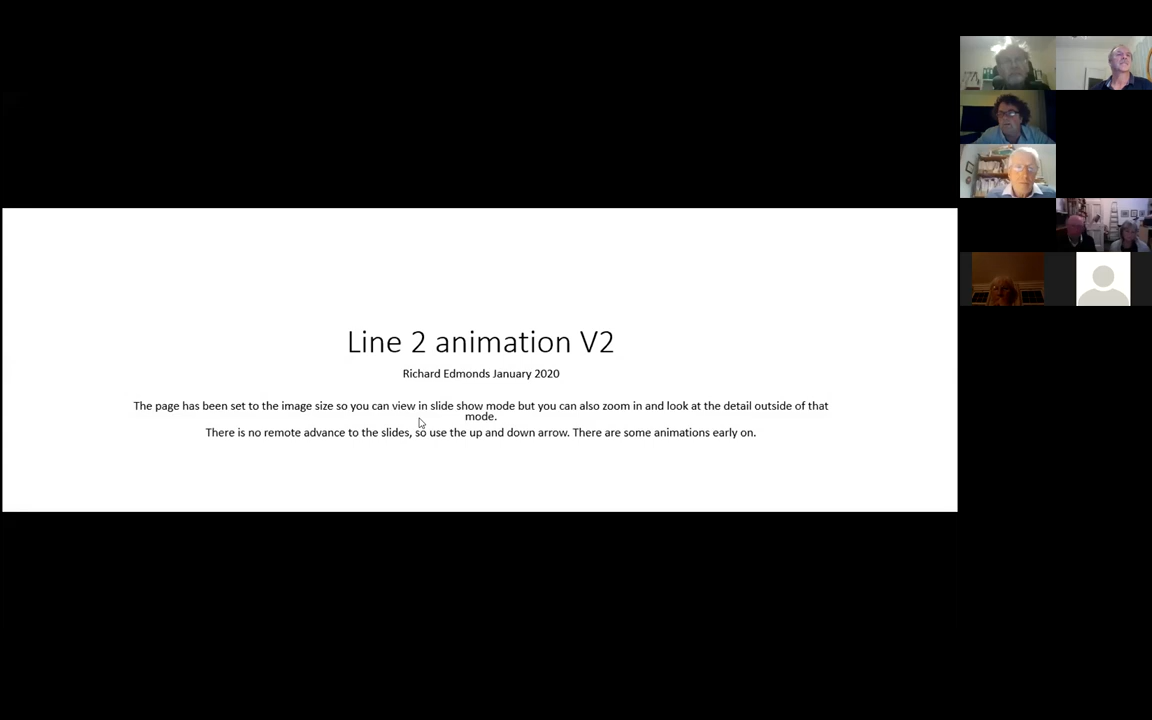 Line 2 animation V2
Richard Edmonds January 2020
The page has been set to the image size so you can view in slide show mode but you can also zoom in and look at the detail outside of that
mode.
There is no remote advance to the slides, so use the up and down arrow. There are some animations early on.